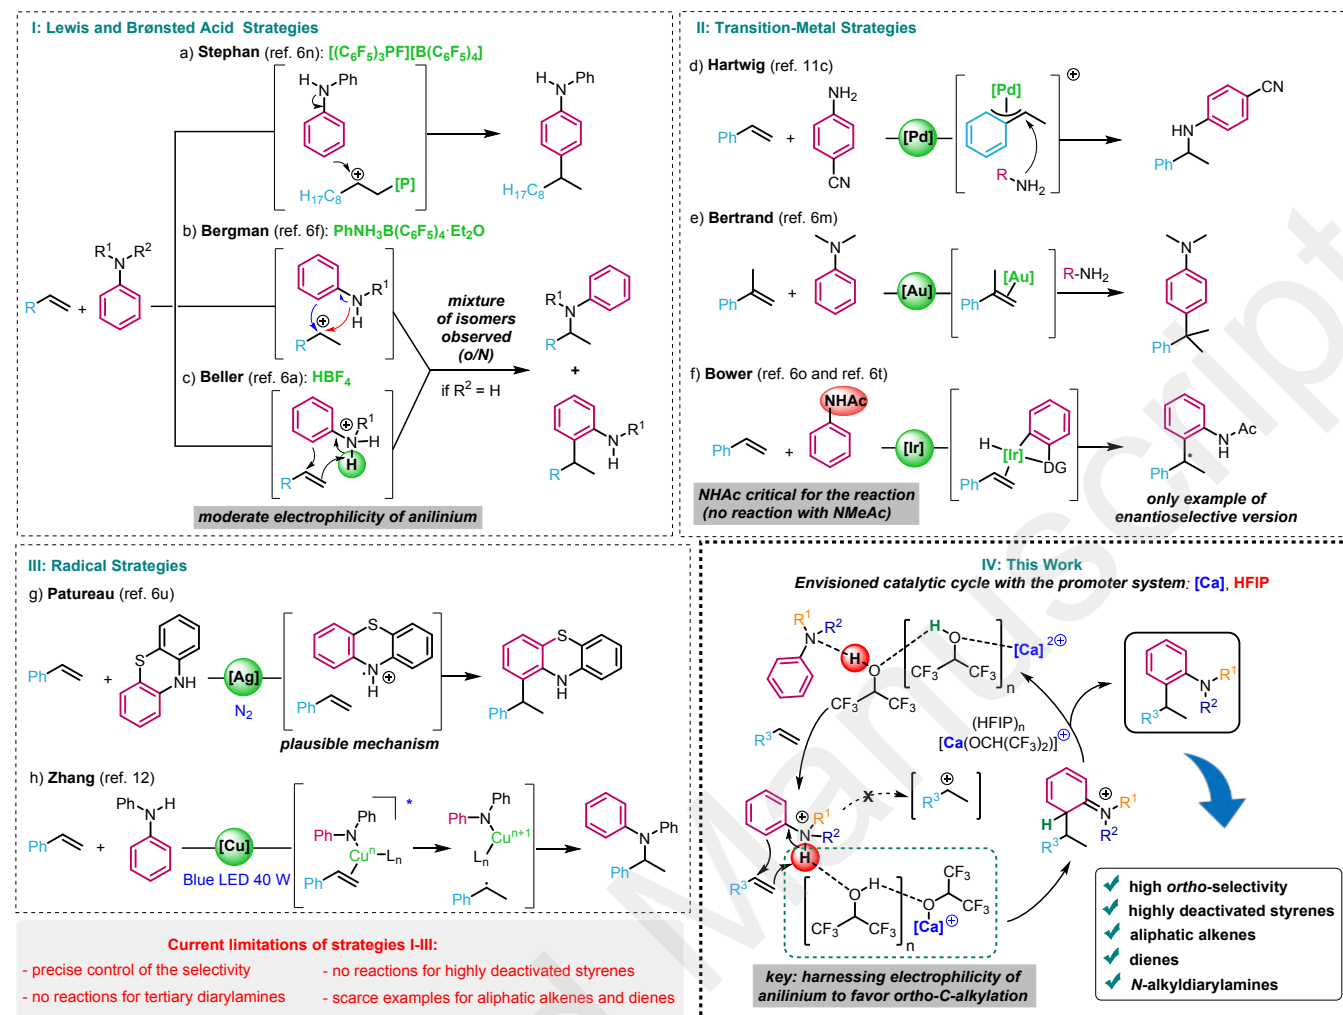 I: Lewis and Brønsted Acid Strategies
a) Stephan (ref. 6n): [(C6F5)3PF][B(C6F5)4]
H
N
Ph
H17C8
⊕
[P]
H
N
Ph
H17C8
b) Bergman (ref. 6f): PhNH3B(C6F5)4·Et2O
R
+
R1
N
R2
N
R1
H
⊕
R
mixture
of isomers
observed
(o/N)
if R2 = H
R1
N
R
+
N
R1
H
R
c) Beller (ref. 6a): HBF4
⊕
R1
N
H
H
R
moderate electrophilicity of anilinium
II: Transition-Metal Strategies
d) Hartwig (ref. 11c)
Ph
+
NH2
CN
[Pd]
[Pd]
⊕
R
NH2
HN
CN
Ph
e) Bertrand (ref. 6m)
Ph
+
N
[Au]
[Au]
Ph
R-NH2
N
Ph
f) Bower (ref. 6o and ref. 6t)
Ph
+
NHAc
[Ir]
H
[Ir]
DG
Ph
N
Ac
H
*
Ph
NHAc critical for the reaction
(no reaction with NMeAc)
only example of
enantioselective version
III: Radical Strategies
g) Patureau (ref. 6u)
Ph
+
S
NH
[Ag]
N2
S
N
H
⊕
Ph
plausible mechanism
S
N
H
Ph
h) Zhang (ref. 12)
Ph
+
Ph
N
H
[Cu]
Blue LED 40 W
Ph
N
Ph
Cun
Ln
Ph
*
Ph
N
Ph
Cun+1
Ln
Ph
N
Ph
Ph
Current limitations of strategies I-III:
- precise control of the selectivity
- no reactions for highly deactivated styrenes
- no reactions for tertiary diarylamines
- scarce examples for aliphatic alkenes and dienes
IV: This Work
Envisioned catalytic cycle with the promoter system: [Ca], HFIP
R1
N
R2
H
O
CF3
CF3
H
O
CF3
CF3
n
[Ca]2⊕
R3
(HFIP)n
[Ca(OCH(CF3)2)]⊕
N
R1
R2
R3
⊕
R1
N
R2
H
R3
X
⊕
R3
H
O
CF3
CF3
n
CF3
O
CF3
[Ca]⊕
⊕
N
R1
R2
H
R3
key: harnessing electrophilicity of
anilinium to favor ortho-C-alkylation
high ortho-selectivity
highly deactivated styrenes
aliphatic alkenes
dienes
N-alkyldiarylamines
Manuscript